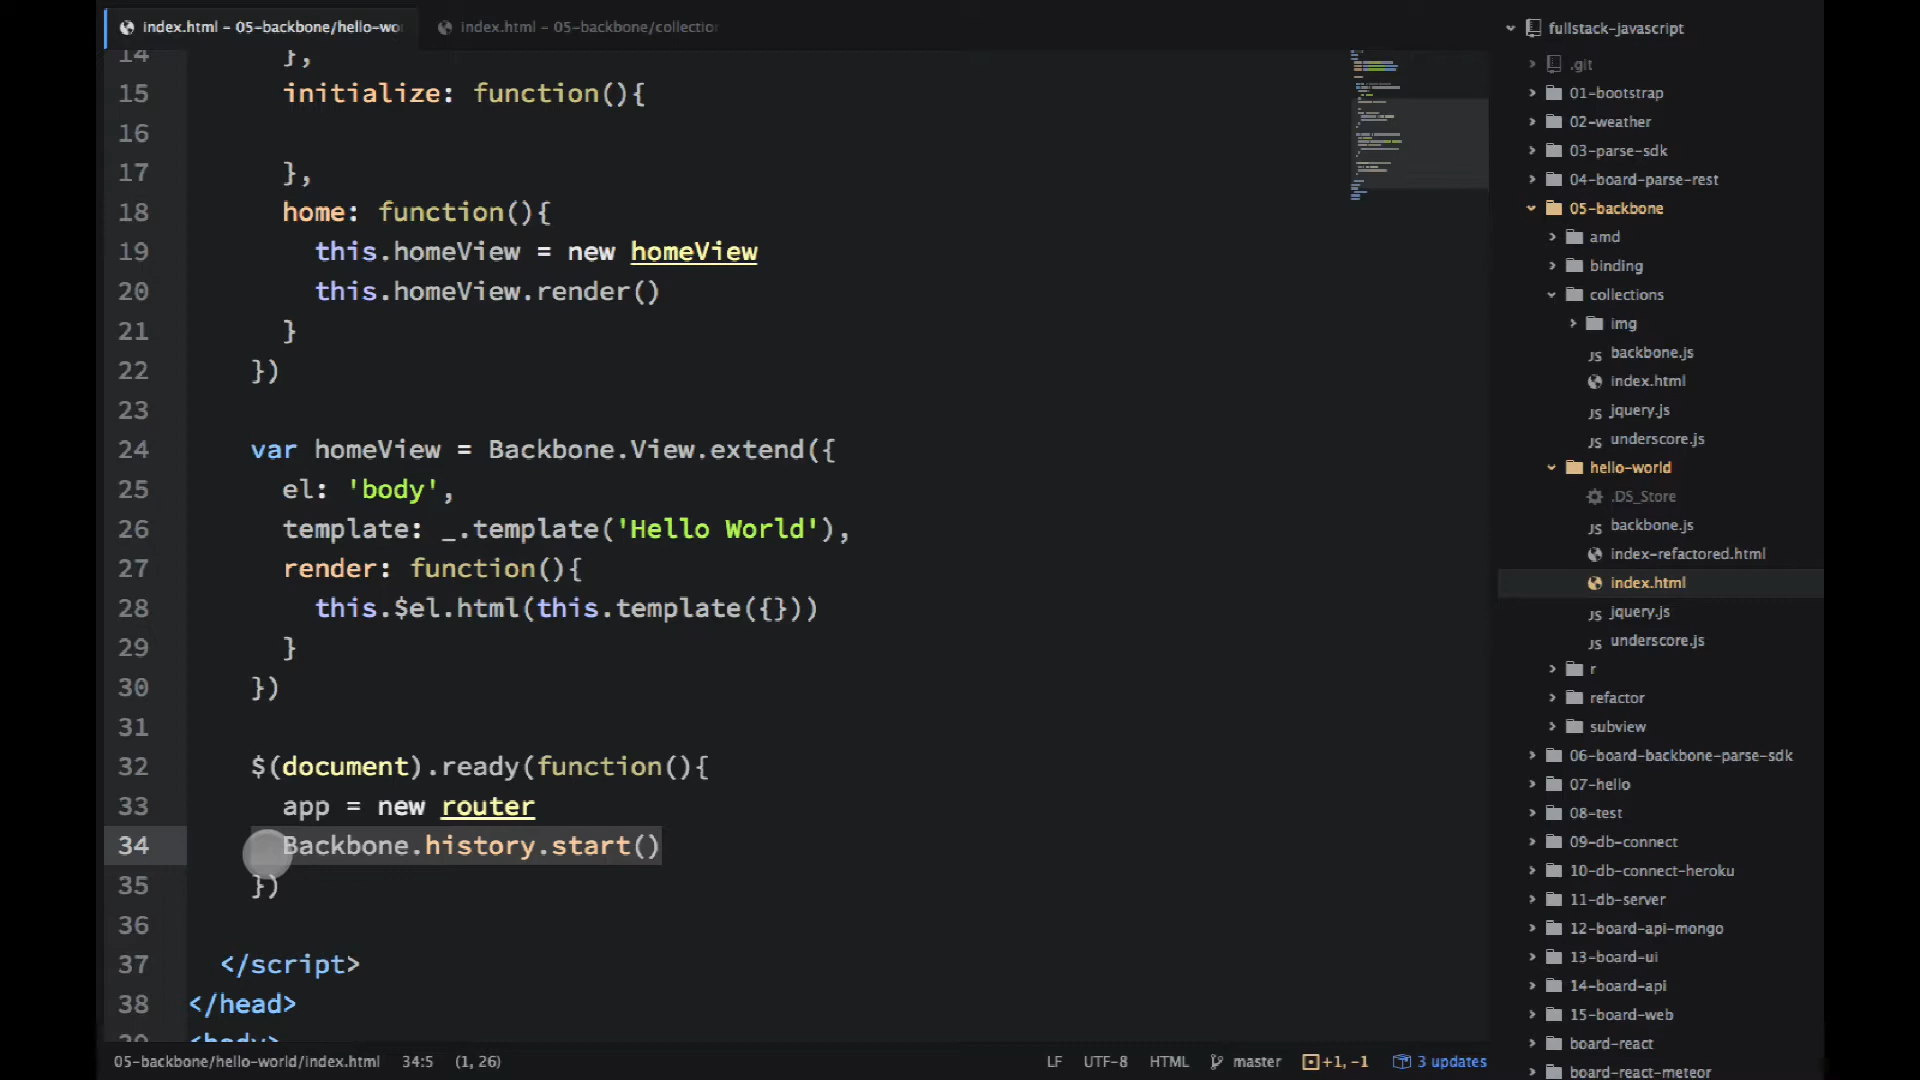 index.html – 05-backbone/hello-wo
index.html – 05-backbone/collection
14 },
15 initialize: function(){
16
17 },
18 home: function(){
19 this.homeView = new homeView
20 this.homeView.render()
21 }
22 })
23
24 var homeView = Backbone.View.extend({
25 el: 'body',
26 template: _.template('Hello World'),
27 render: function(){
28 this.$el.html(this.template({}))
29 }
30 })
31
32 $(document).ready(function(){
33 app = new router
34 Backbone.history.start()
35 })
36
37 </script>
38 </head>
39 <body>
05-backbone/hello-world/index.html 34:5 (1, 26)
LF UTF-8 HTML master +1, -1 3 updates
fullstack-javascript
.git
01-bootstrap
02-weather
03-parse-sdk
04-board-parse-rest
05-backbone
amd
binding
collections
img
JS backbone.js
index.html
JS jquery.js
JS underscore.js
hello-world
.DS_Store
JS backbone.js
index-refactored.html
index.html
JS jquery.js
JS underscore.js
r
refactor
subview
06-board-backbone-parse-sdk
07-hello
08-test
09-db-connect
10-db-connect-heroku
11-db-server
12-board-api-mongo
13-board-ui
14-board-api
15-board-web
board-react
board-react-meteor